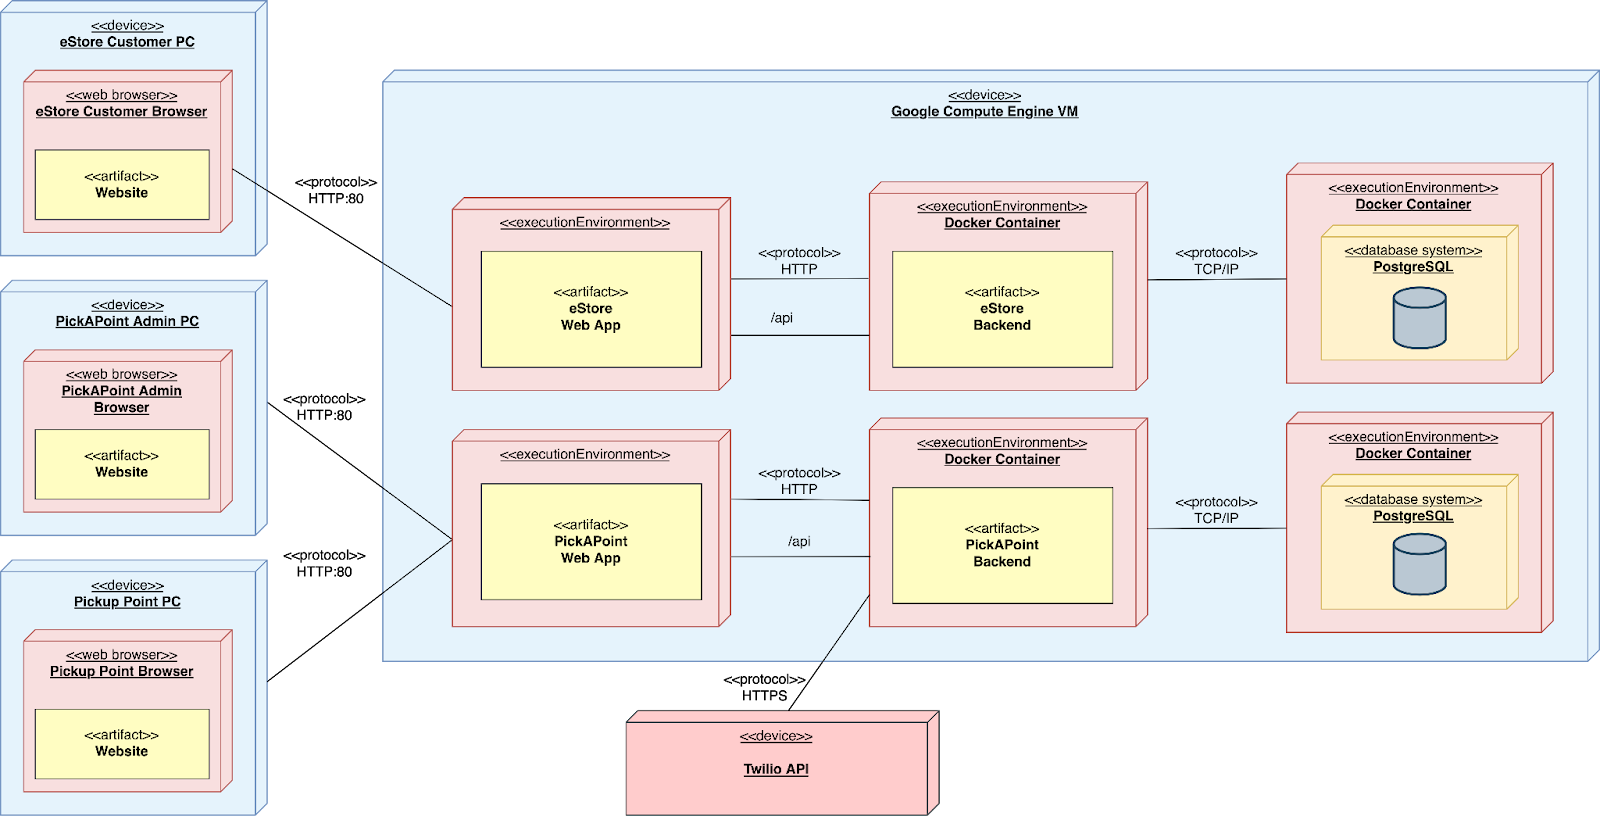 <<device>>
eStore Customer PC
<<web browser>>
eStore Customer Browser
<<artifact>>
Website
<<protocol>>
HTTP:80
<<device>>
PickAPoint Admin PC
<<web browser>>
PickAPoint Admin
Browser
<<artifact>>
Website
<<protocol>>
HTTP:80
<<device>>
Pickup Point PC
<<web browser>>
Pickup Point Browser
<<artifact>>
Website
<<protocol>>
HTTP:80
<<device>>
Google Compute Engine VM
<<executionEnvironment>>
<<artifact>>
eStore
Web App
<<protocol>>
HTTP
/api
<<executionEnvironment>>
Docker Container
<<artifact>>
eStore
Backend
<<protocol>>
TCP/IP
<<executionEnvironment>>
Docker Container
<<database system>>
PostgreSQL
<<executionEnvironment>>
<<artifact>>
PickAPoint
Web App
<<protocol>>
HTTP
/api
<<executionEnvironment>>
Docker Container
<<artifact>>
PickAPoint
Backend
<<protocol>>
TCP/IP
<<executionEnvironment>>
Docker Container
<<database system>>
PostgreSQL
<<protocol>>
HTTPS
<<device>>
Twilio API